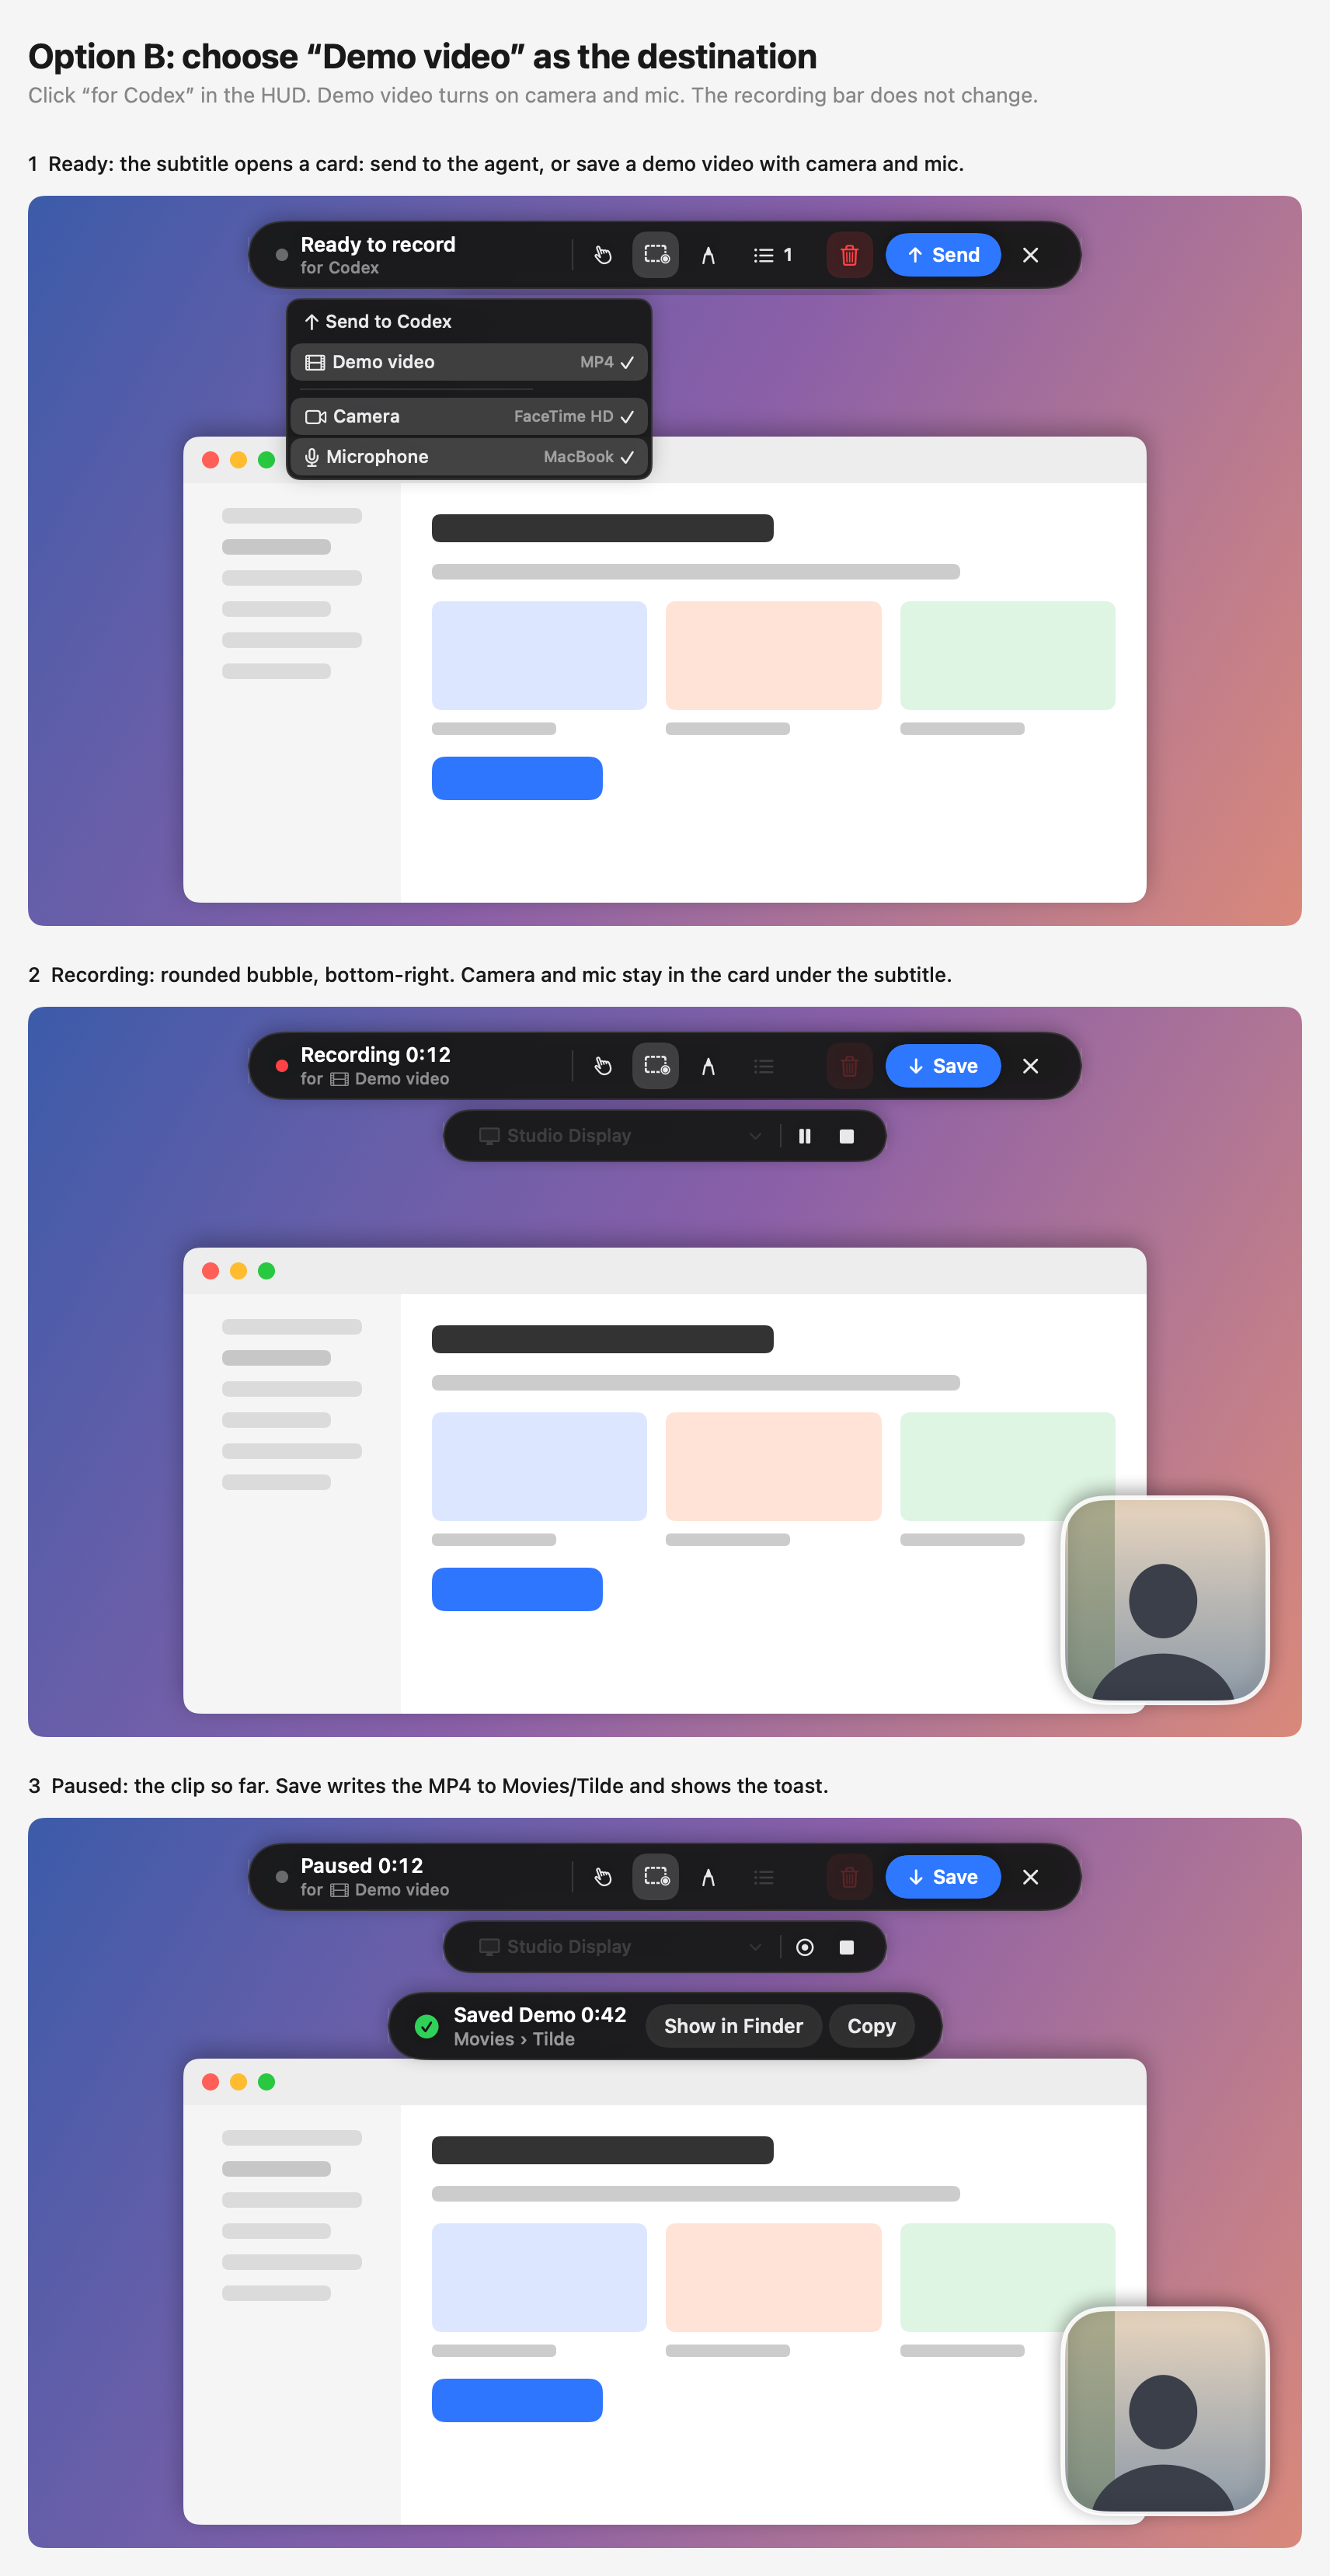 Option B: choose “Demo video” as the destination
Click “for Codex” in the HUD. Demo video turns on camera and mic. The recording bar does not change.
1 Ready: the subtitle opens a card: send to the agent, or save a demo video with camera and mic.
Ready to record
for Codex
1
Send
Send to Codex
Demo video MP4
Camera FaceTime HD
Microphone MacBook
2 Recording: rounded bubble, bottom-right. Camera and mic stay in the card under the subtitle.
Recording 0:12
for Demo video
Save
Studio Display
3 Paused: the clip so far. Save writes the MP4 to Movies/Tilde and shows the toast.
Paused 0:12
for Demo video
Save
Studio Display
Saved Demo 0:42
Movies › Tilde
Show in Finder
Copy